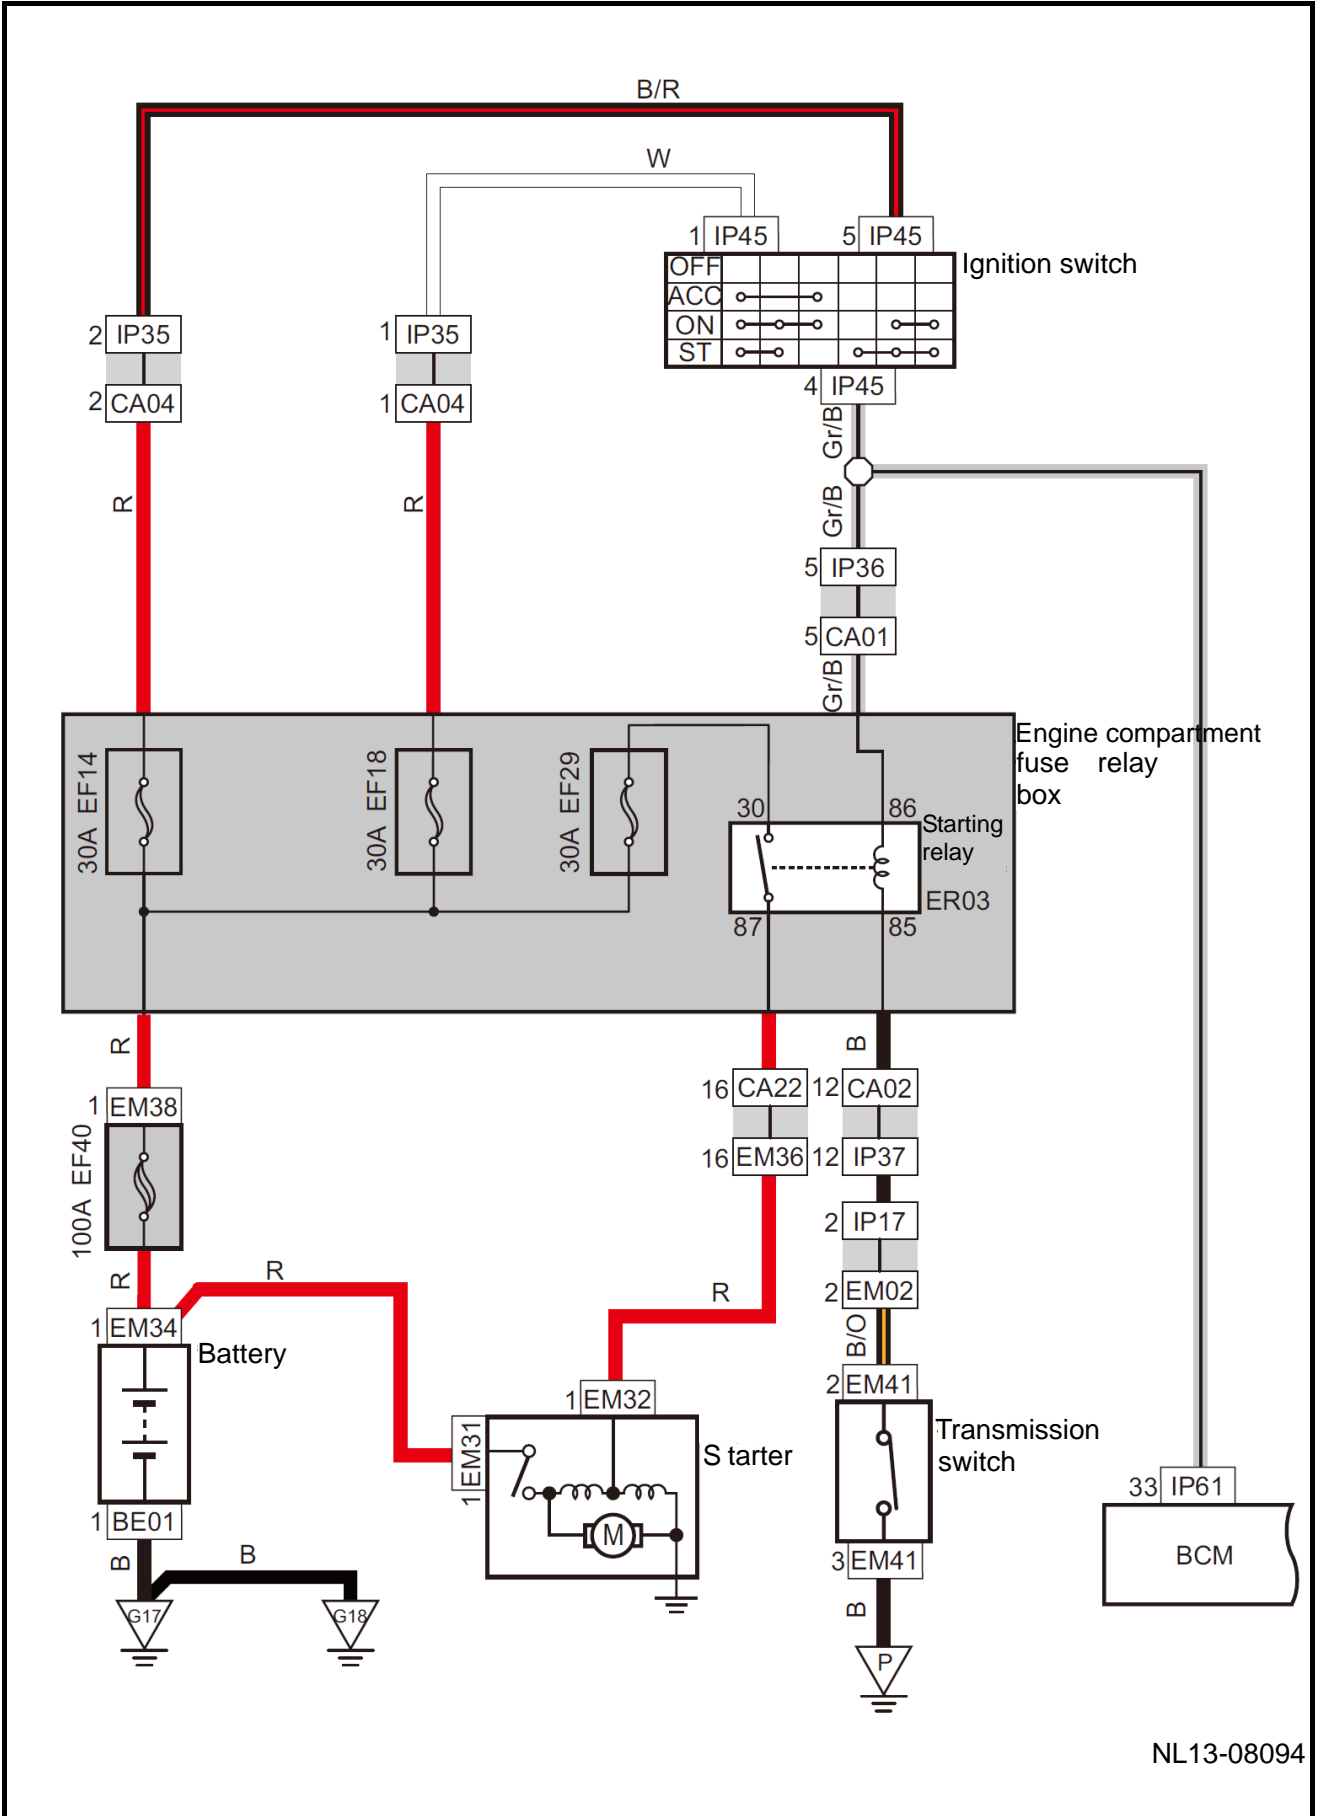 B/R
W
1 IP45
5 IP45
Ignition switch
OFF
ACC
ON
ST
4 IP45
2 IP35
1 IP35
2 CA04
1 CA04
Gr/B
Gr/B
R
R
5 IP36
5 CA01
Gr/B
Engine compartment
fuse relay
box
30A EF14
30A EF18
30A EF29
30
86
Starting
relay
ER03
87
85
R
B
1 EM38
16 CA22
12 CA02
100A EF40
16 EM36
12 IP37
2 IP17
R
R
R
2 EM02
1 EM34
Battery
B/O
1 EM32
2 EM41
1 EM31
S tarter
Transmission
switch
M
33 IP61
BCM
1 BE01
B
B
3 EM41
B
G17
G18
P
NL13-08094